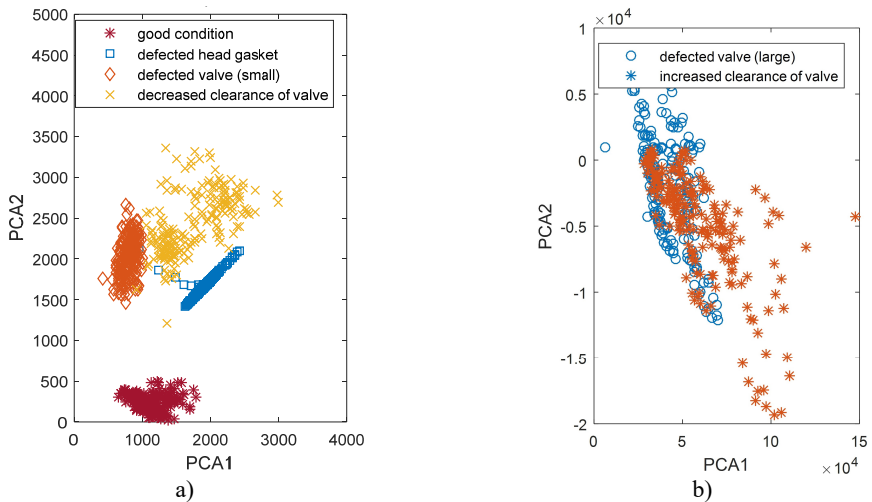 5000
4500
4000
3500
3000
2500
2000
1500
1000
500
0
PCA2
good condition
defected head gasket
defected valve (small)
decreased clearance of valve
0 1000 2000 3000 4000
PCA1
a)
1 ×10⁴
0.5
0
-0.5
-1
-1.5
-2
PCA2
defected valve (large)
increased clearance of valve
0 5 10 15
PCA1 ×10⁴
b)